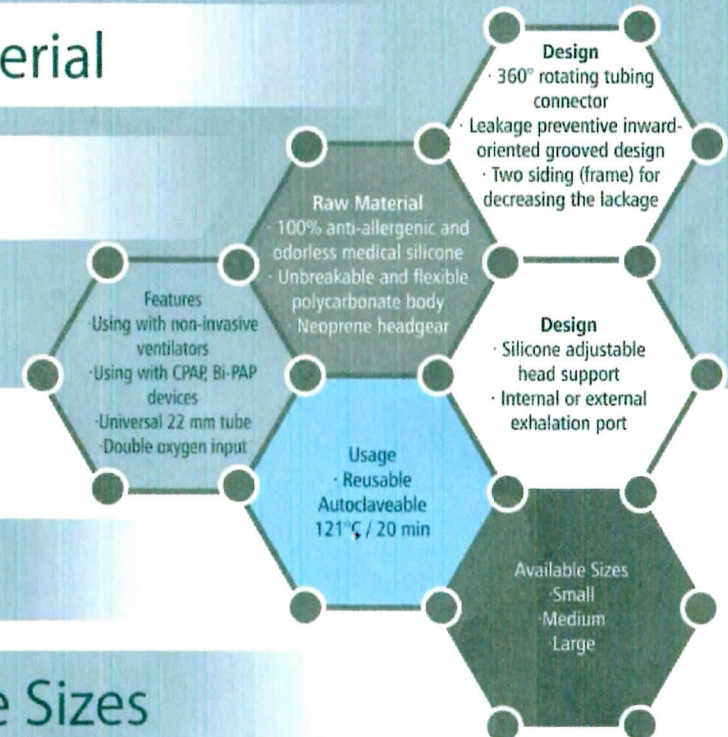 erial
Design
· 360° rotating tubing
connector
· Leakage preventive inward-
oriented grooved design
· Two siding (frame) for
decreasing the lackage
Raw Material
· 100% anti-allergenic and
odorless medical silicone
· Unbreakable and flexible
polycarbonate body
· Neoprene headgear
Features
·Using with non-invasive
ventilators
·Using with CPAP, Bi-PAP
devices
·Universal 22 mm tube
·Double oxygen input
Design
· Silicone adjustable
head support
· Internal or external
exhalation port
Usage
· Reusable
Autoclaveable
121°C / 20 min
Available Sizes
·Small
·Medium
·Large
e Sizes